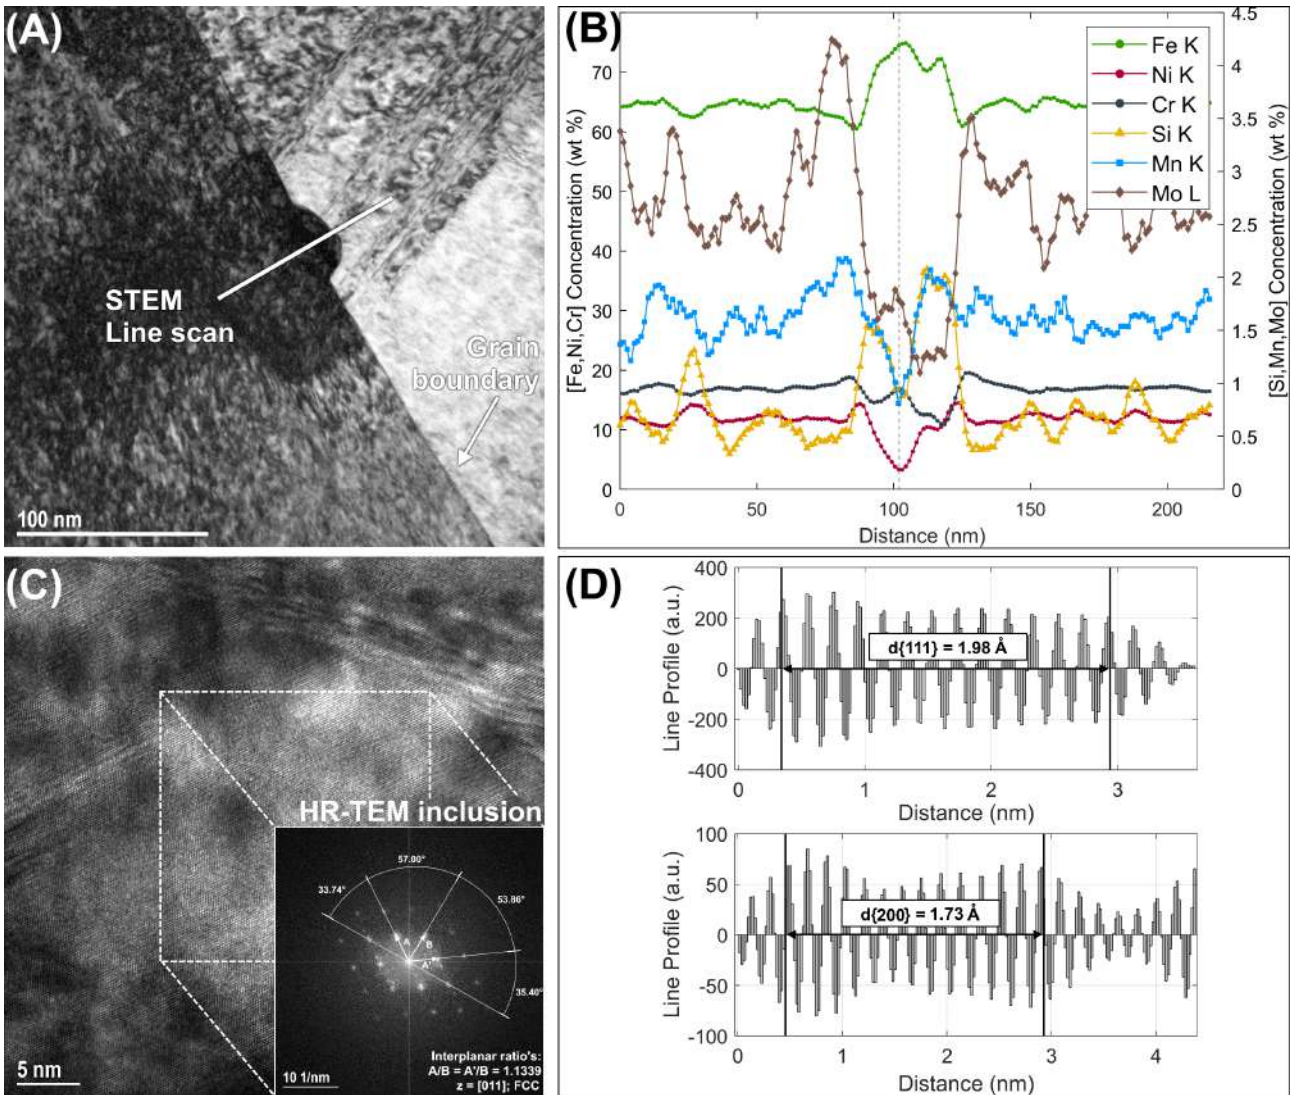 (A)
STEM
Line scan
Grain
boundary
100 nm
(B)
[Fe,Ni,Cr] Concentration (wt %)
0
10
20
30
40
50
60
70
0
50
100
150
200
Distance (nm)
[Si,Mn,Mo] Concentration (wt %)
0
0.5
1
1.5
2
2.5
3
3.5
4
4.5
Fe K
Ni K
Cr K
Si K
Mn K
Mo L
(C)
HR-TEM inclusion
57.00°
33.74°
53.86°
35.40°
A
B
A'
Interplanar ratio's:
A/B = A'/B = 1.1339
z = [011]; FCC
10 1/nm
5 nm
(D)
Line Profile (a.u.)
400
200
0
-200
-400
d{111} = 1.98 Å
0
1
2
3
Distance (nm)
Line Profile (a.u.)
100
50
0
-50
-100
d{200} = 1.73 Å
0
1
2
3
4
Distance (nm)